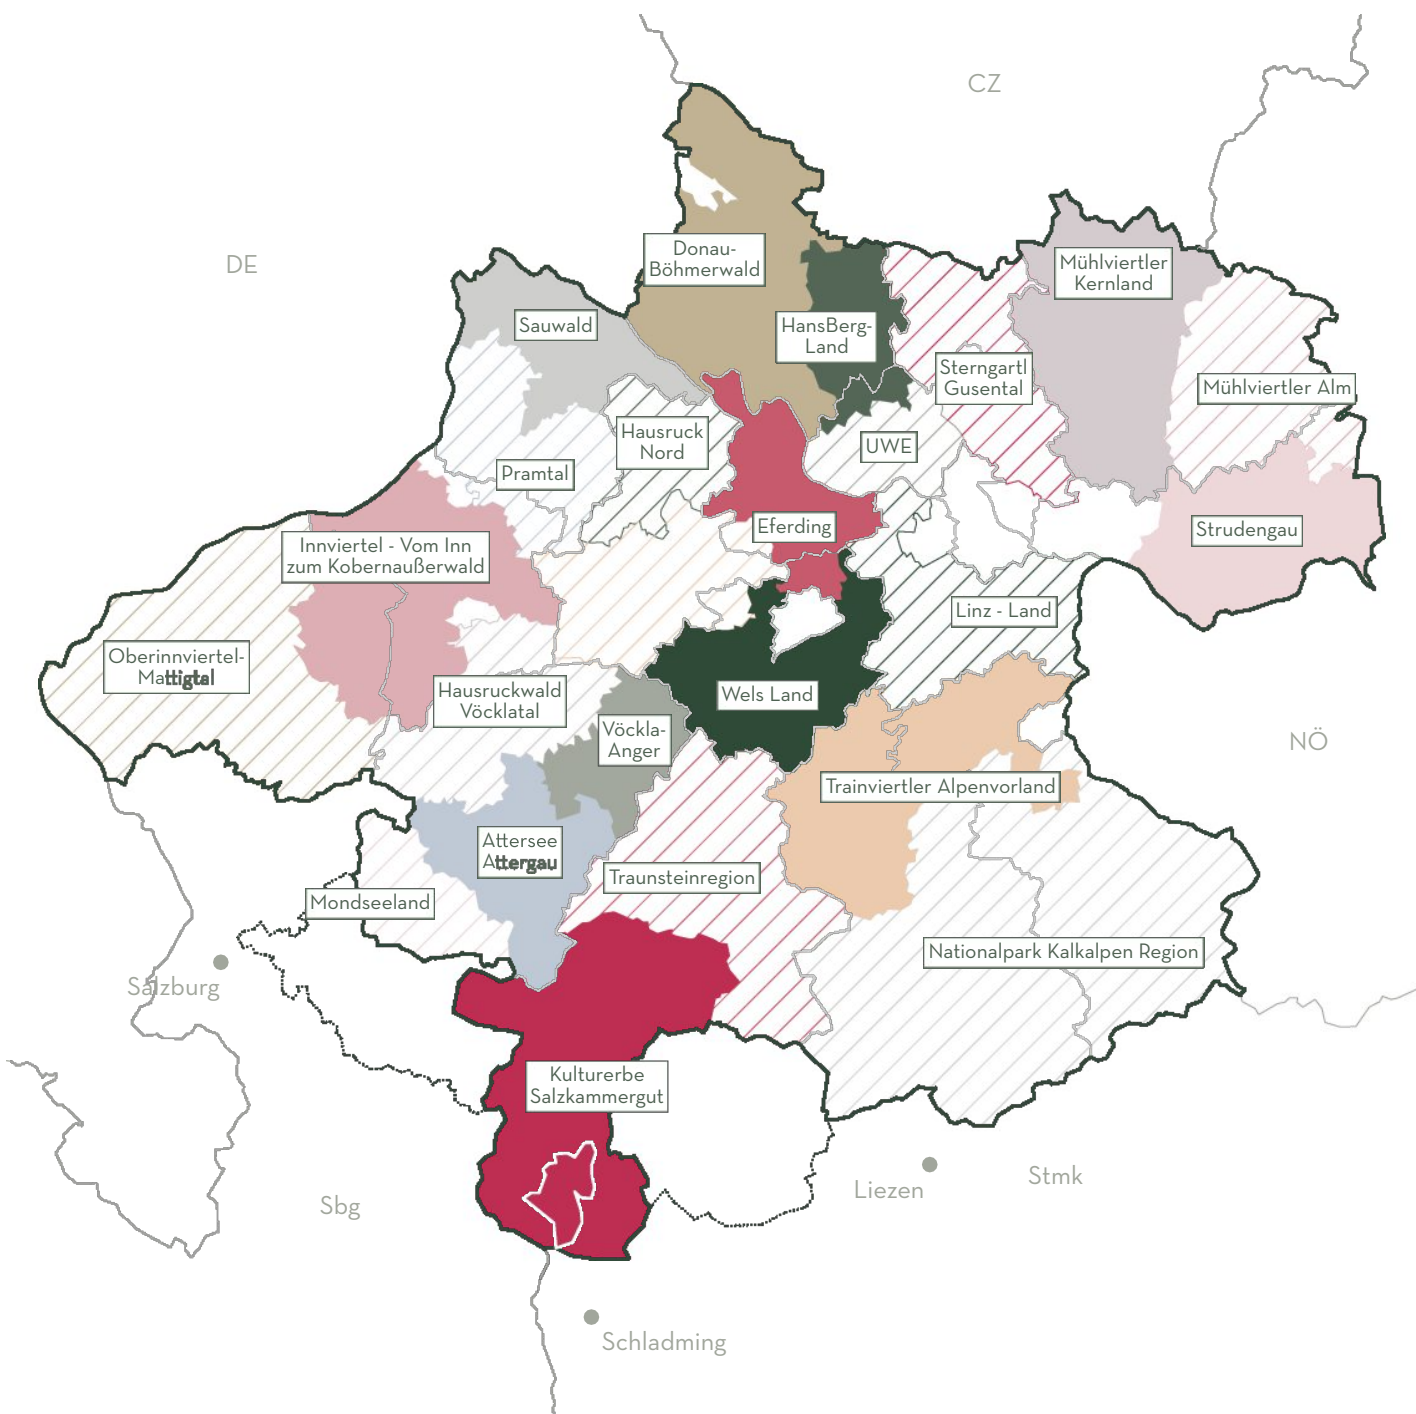 CZ
DE
Donau-
Böhmerwald
Mühlviertler
Kernland
Sauwald
HansBerg-
Land
Sterngartl
Gusental
Mühlviertler Alm
Hausruck
Nord
UWE
Pramtal
Eferding
Strudengau
Innviertel - Vom Inn
zum Kobernaußerwald
Linz - Land
Oberinnviertel-
Mattigtal
Hausruckwald
Vöcklatal
Wels Land
Vöckla-
Anger
NÖ
Trainviertler Alpenvorland
Attersee
Attergau
Traunsteinregion
Mondseeland
Nationalpark Kalkalpen Region
Salzburg
Kulturerbe
Salzkammergut
Liezen
Stmk
Sbg
Schladming